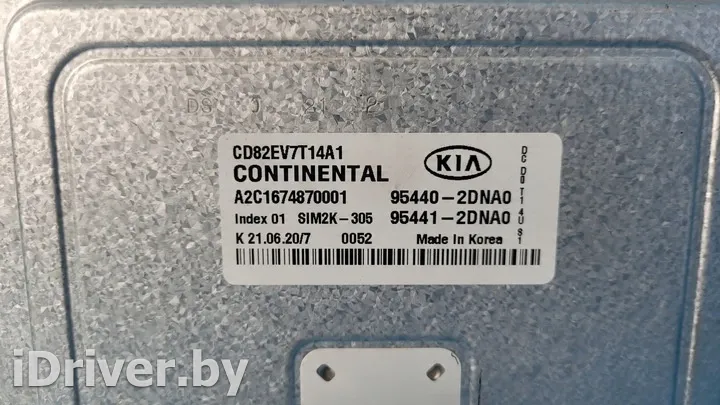 CD82EV7T14A1
CONTINENTAL
KIA
A2C1674870001 95440-2DNA0
Index 01 SIM2K-305 95441-2DNA0
K 21.06.20/7 0052 Made In Korea
iDriver.by